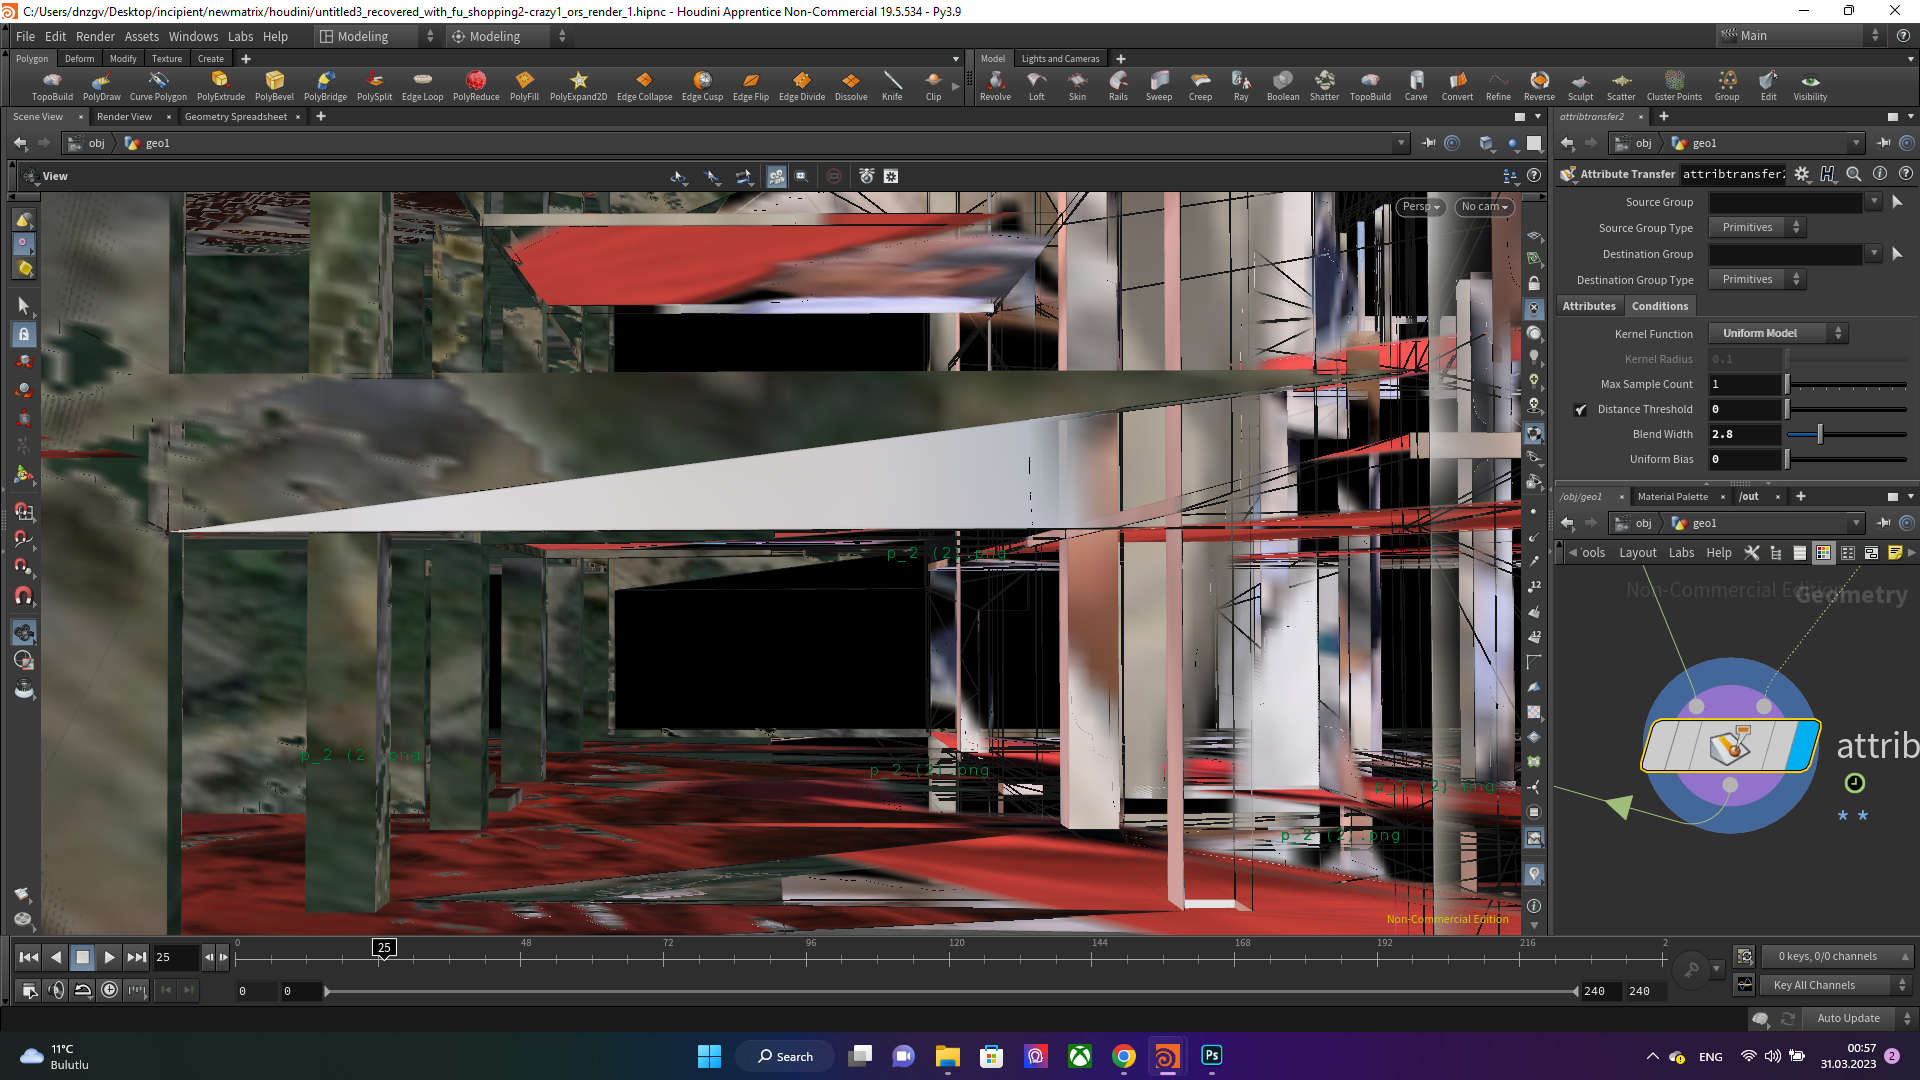 C:/Users/dnzgv/Desktop/incipient/newmatrix/houdini/untitled3_recovered_with_fu_shopping2-crazy1_ors_render_1.hipnc - Houdini Apprentice Non-Commercial 19.5.534 - Py3.9
File Edit Render Assets Windows Labs Help Modeling Modeling Main
Polygon Deform Modify Texture Create Model Lights and Cameras
TopoBuild PolyDraw Curve Polygon PolyExtrude PolyBevel PolyBridge PolySplit Edge Loop PolyReduce PolyFill PolyExpand2D Edge Collapse Edge Cusp Edge Flip Edge Divide Dissolve Knife Clip Revolve Loft Skin Rails Sweep Creep Ray Boolean Shatter TopoBuild Carve Convert Refine Reverse Sculpt Scatter Cluster Points Group Edit Visibility
Scene View Render View Geometry Spreadsheet attribtransfer2
obj geo1 obj geo1
View Attribute Transfer attribtransfer2
Persp No cam
Source Group
Source Group Type Primitives
Destination Group
Destination Group Type Primitives
Attributes Conditions
Kernel Function Uniform Model
Kernel Radius 0.1
Max Sample Count 1
Distance Threshold 0
Blend Width 2.8
Uniform Bias 0
/obj/geo1 Material Palette /out
obj geo1
ools Layout Labs Help
Non-Commercial Edition
Geometry
attrib
* *
p_2 (2).png
p_2 (2).png
p_2 (2).png
p_2 (2).png
p_2 (2).png
Non-Commercial Edition
0 25 48 72 96 120 144 168 192 216 2
25
0 keys, 0/0 channels
0 0 240 240
Key All Channels
Auto Update
11°C
Bulutlu
Search
Ps
ENG
00:57
31.03.2023
2